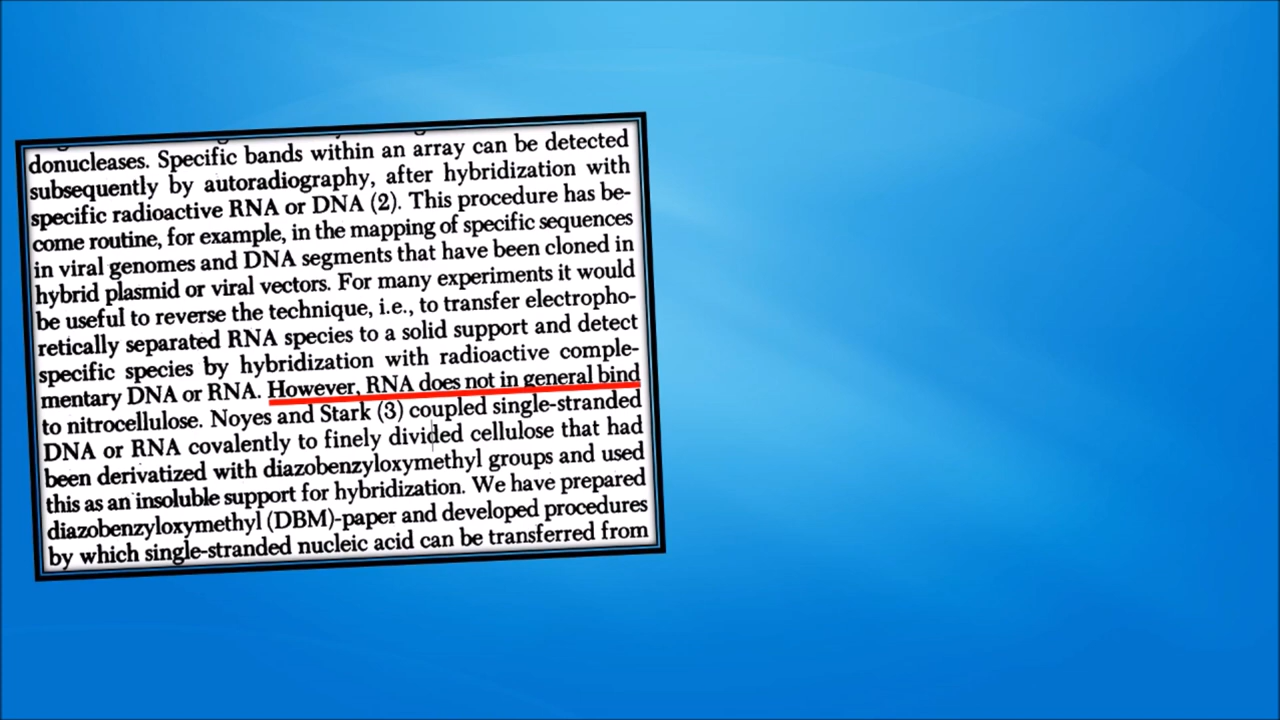 donucleases. Specific bands within an array can be detected
subsequently by autoradiography, after hybridization with
specific radioactive RNA or DNA (2). This procedure has be-
come routine, for example, in the mapping of specific sequences
in viral genomes and DNA segments that have been cloned in
hybrid plasmid or viral vectors. For many experiments it would
be useful to reverse the technique, i.e., to transfer electropho-
retically separated RNA species to a solid support and detect
specific species by hybridization with radioactive comple-
mentary DNA or RNA. However, RNA does not in general bind
to nitrocellulose. Noyes and Stark (3) coupled single-stranded
DNA or RNA covalently to finely divided cellulose that had
been derivatized with diazobenzyloxymethyl groups and used
this as an insoluble support for hybridization. We have prepared
diazobenzyloxymethyl (DBM)-paper and developed procedures
by which single-stranded nucleic acid can be transferred from